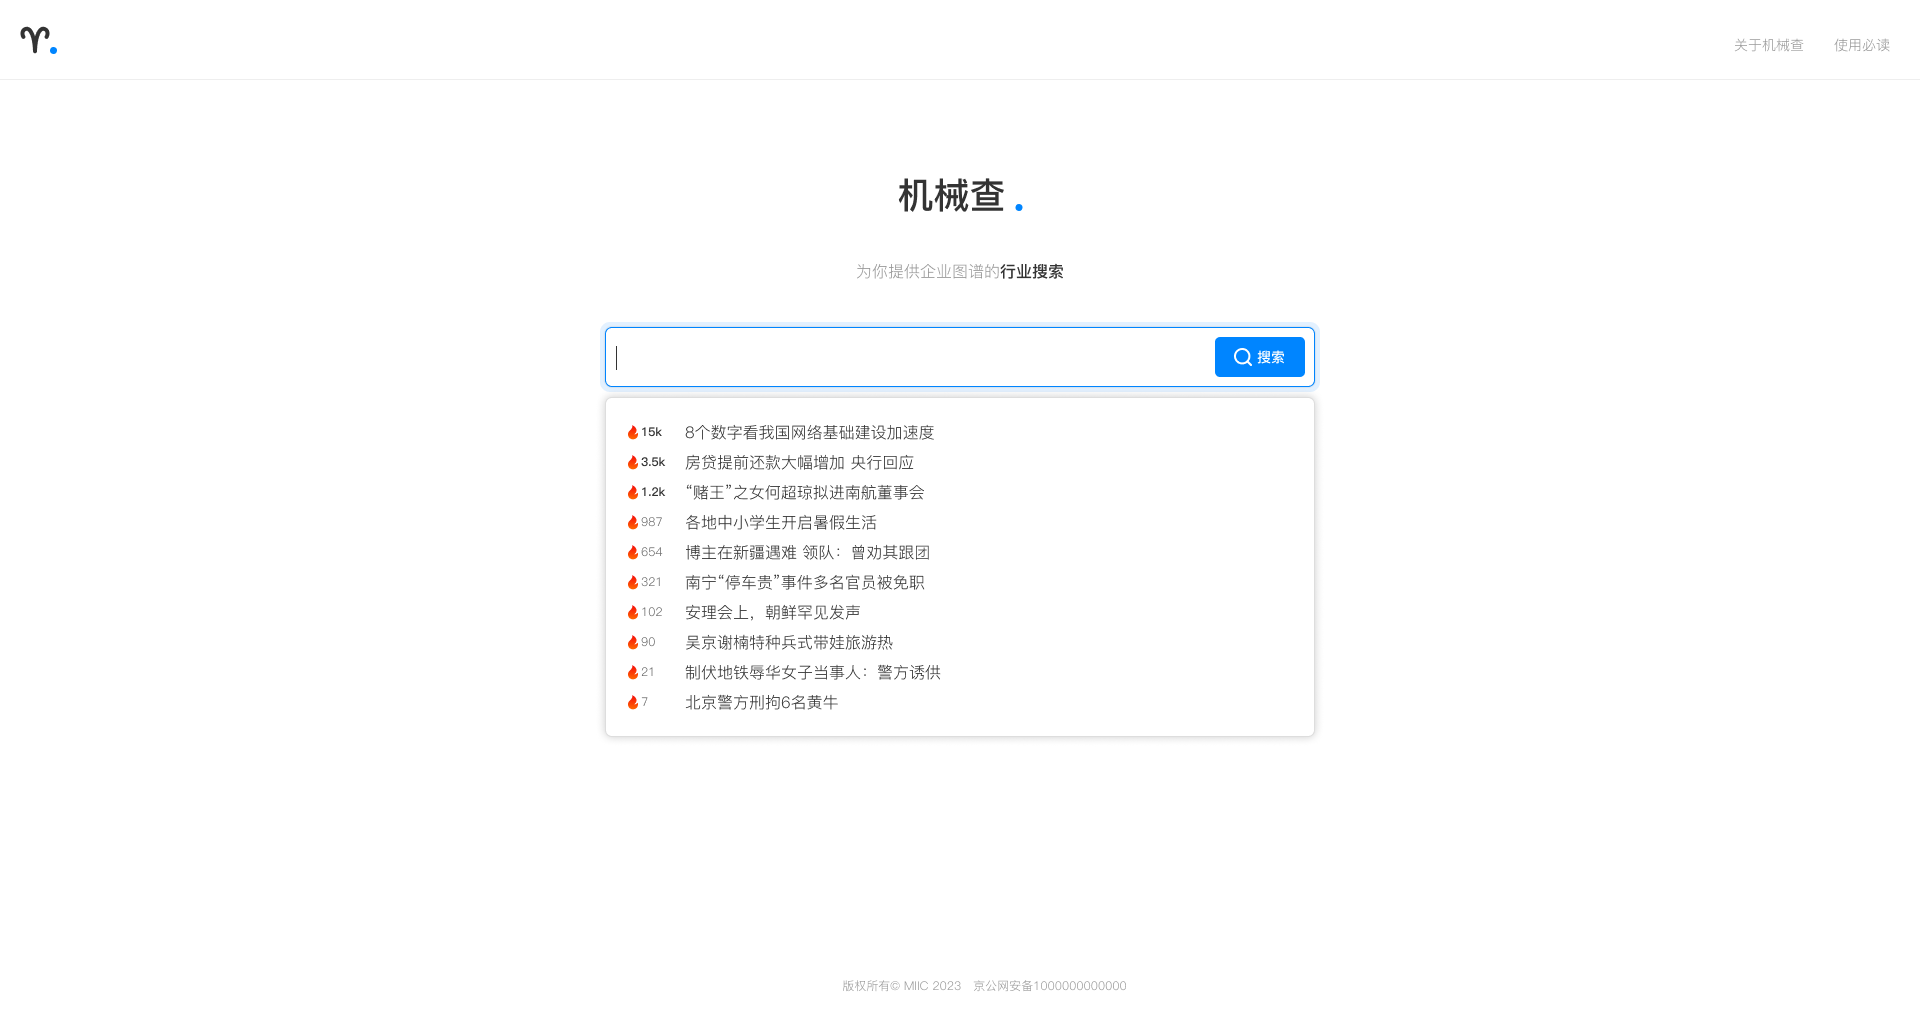 关于机械查 使用必读
机械查.
为你提供企业图谱的行业搜索
搜索
15k 8个数字看我国网络基础建设加速度
3.5k 房贷提前还款大幅增加 央行回应
1.2k “赌王”之女何超琼拟进南航董事会
987 各地中小学生开启暑假生活
654 博主在新疆遇难 领队：曾劝其跟团
321 南宁“停车贵”事件多名官员被免职
102 安理会上，朝鲜罕见发声
90 吴京谢楠特种兵式带娃旅游热
21 制伏地铁辱华女子当事人：警方诱供
7 北京警方刑拘6名黄牛
版权所有© MIIC 2023 京公网安备1000000000000